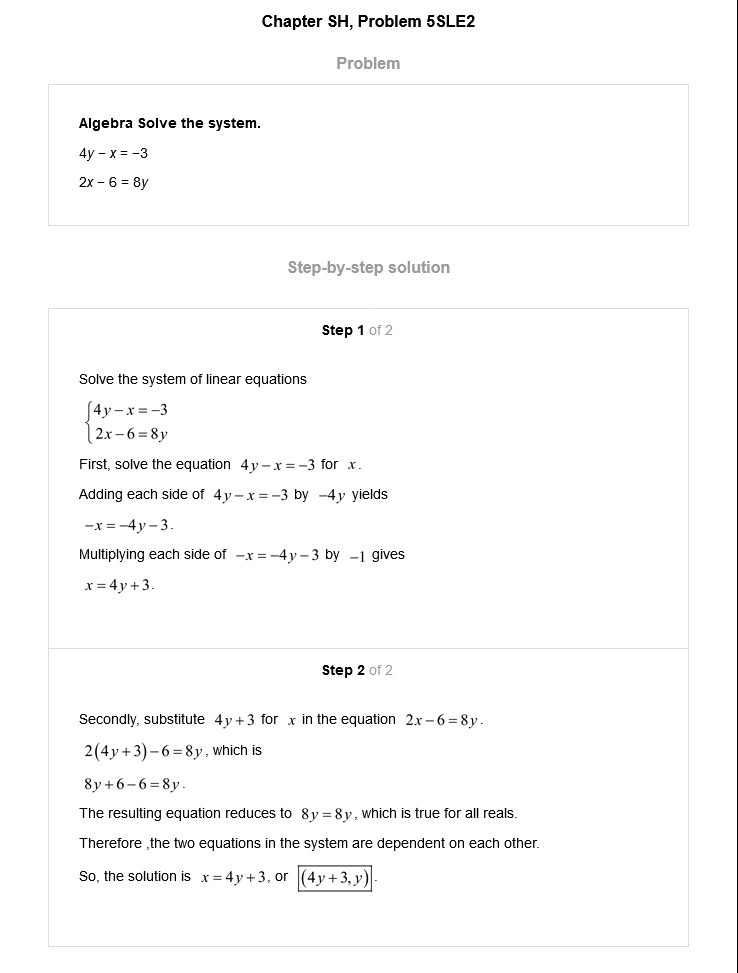 Chapter SH, Problem 5SLE2
Problem
Algebra Solve the system.
4y − x = −3
2x − 6 = 8y
Step-by-step solution
Step 1 of 2
Solve the system of linear equations
{4y − x = −3
2x − 6 = 8y
First, solve the equation 4y − x = −3 for x.
Adding each side of 4y − x = −3 by −4y yields
−x = −4y − 3.
Multiplying each side of −x = −4y − 3 by −1 gives
x = 4y + 3.
Step 2 of 2
Secondly, substitute 4y + 3 for x in the equation 2x − 6 = 8y.
2(4y + 3) − 6 = 8y, which is
8y + 6 − 6 = 8y.
The resulting equation reduces to 8y = 8y, which is true for all reals.
Therefore ,the two equations in the system are dependent on each other.
So, the solution is x = 4y + 3, or (4y + 3, y).